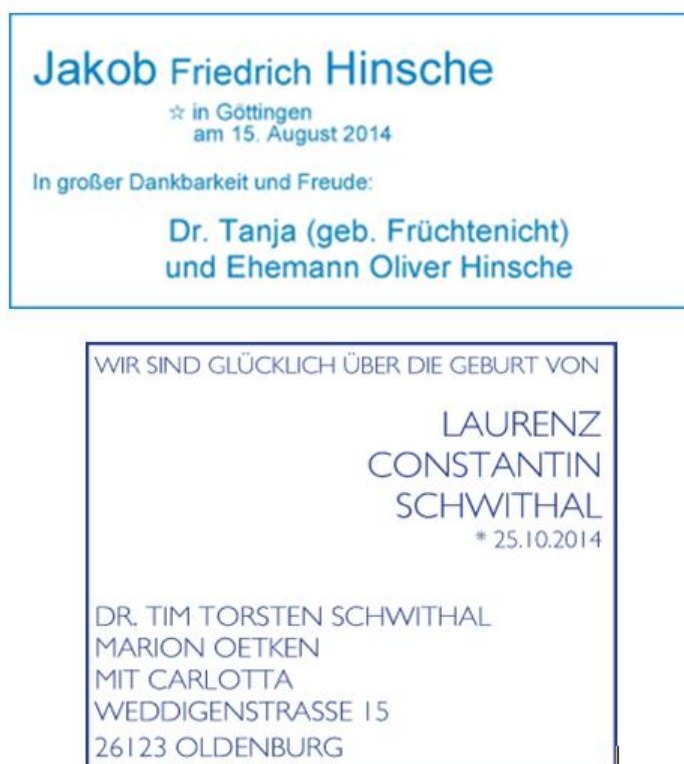 Jakob Friedrich Hinsche
☆ in Göttingen
am 15. August 2014
In großer Dankbarkeit und Freude:
Dr. Tanja (geb. Früchtenicht)
und Ehemann Oliver Hinsche
WIR SIND GLÜCKLICH ÜBER DIE GEBURT VON
LAURENZ
CONSTANTIN
SCHWITHAL
* 25.10.2014
DR. TIM TORSTEN SCHWITHAL
MARION OETKEN
MIT CARLOTTA
WEDDIGENSTRASSE 15
26123 OLDENBURG